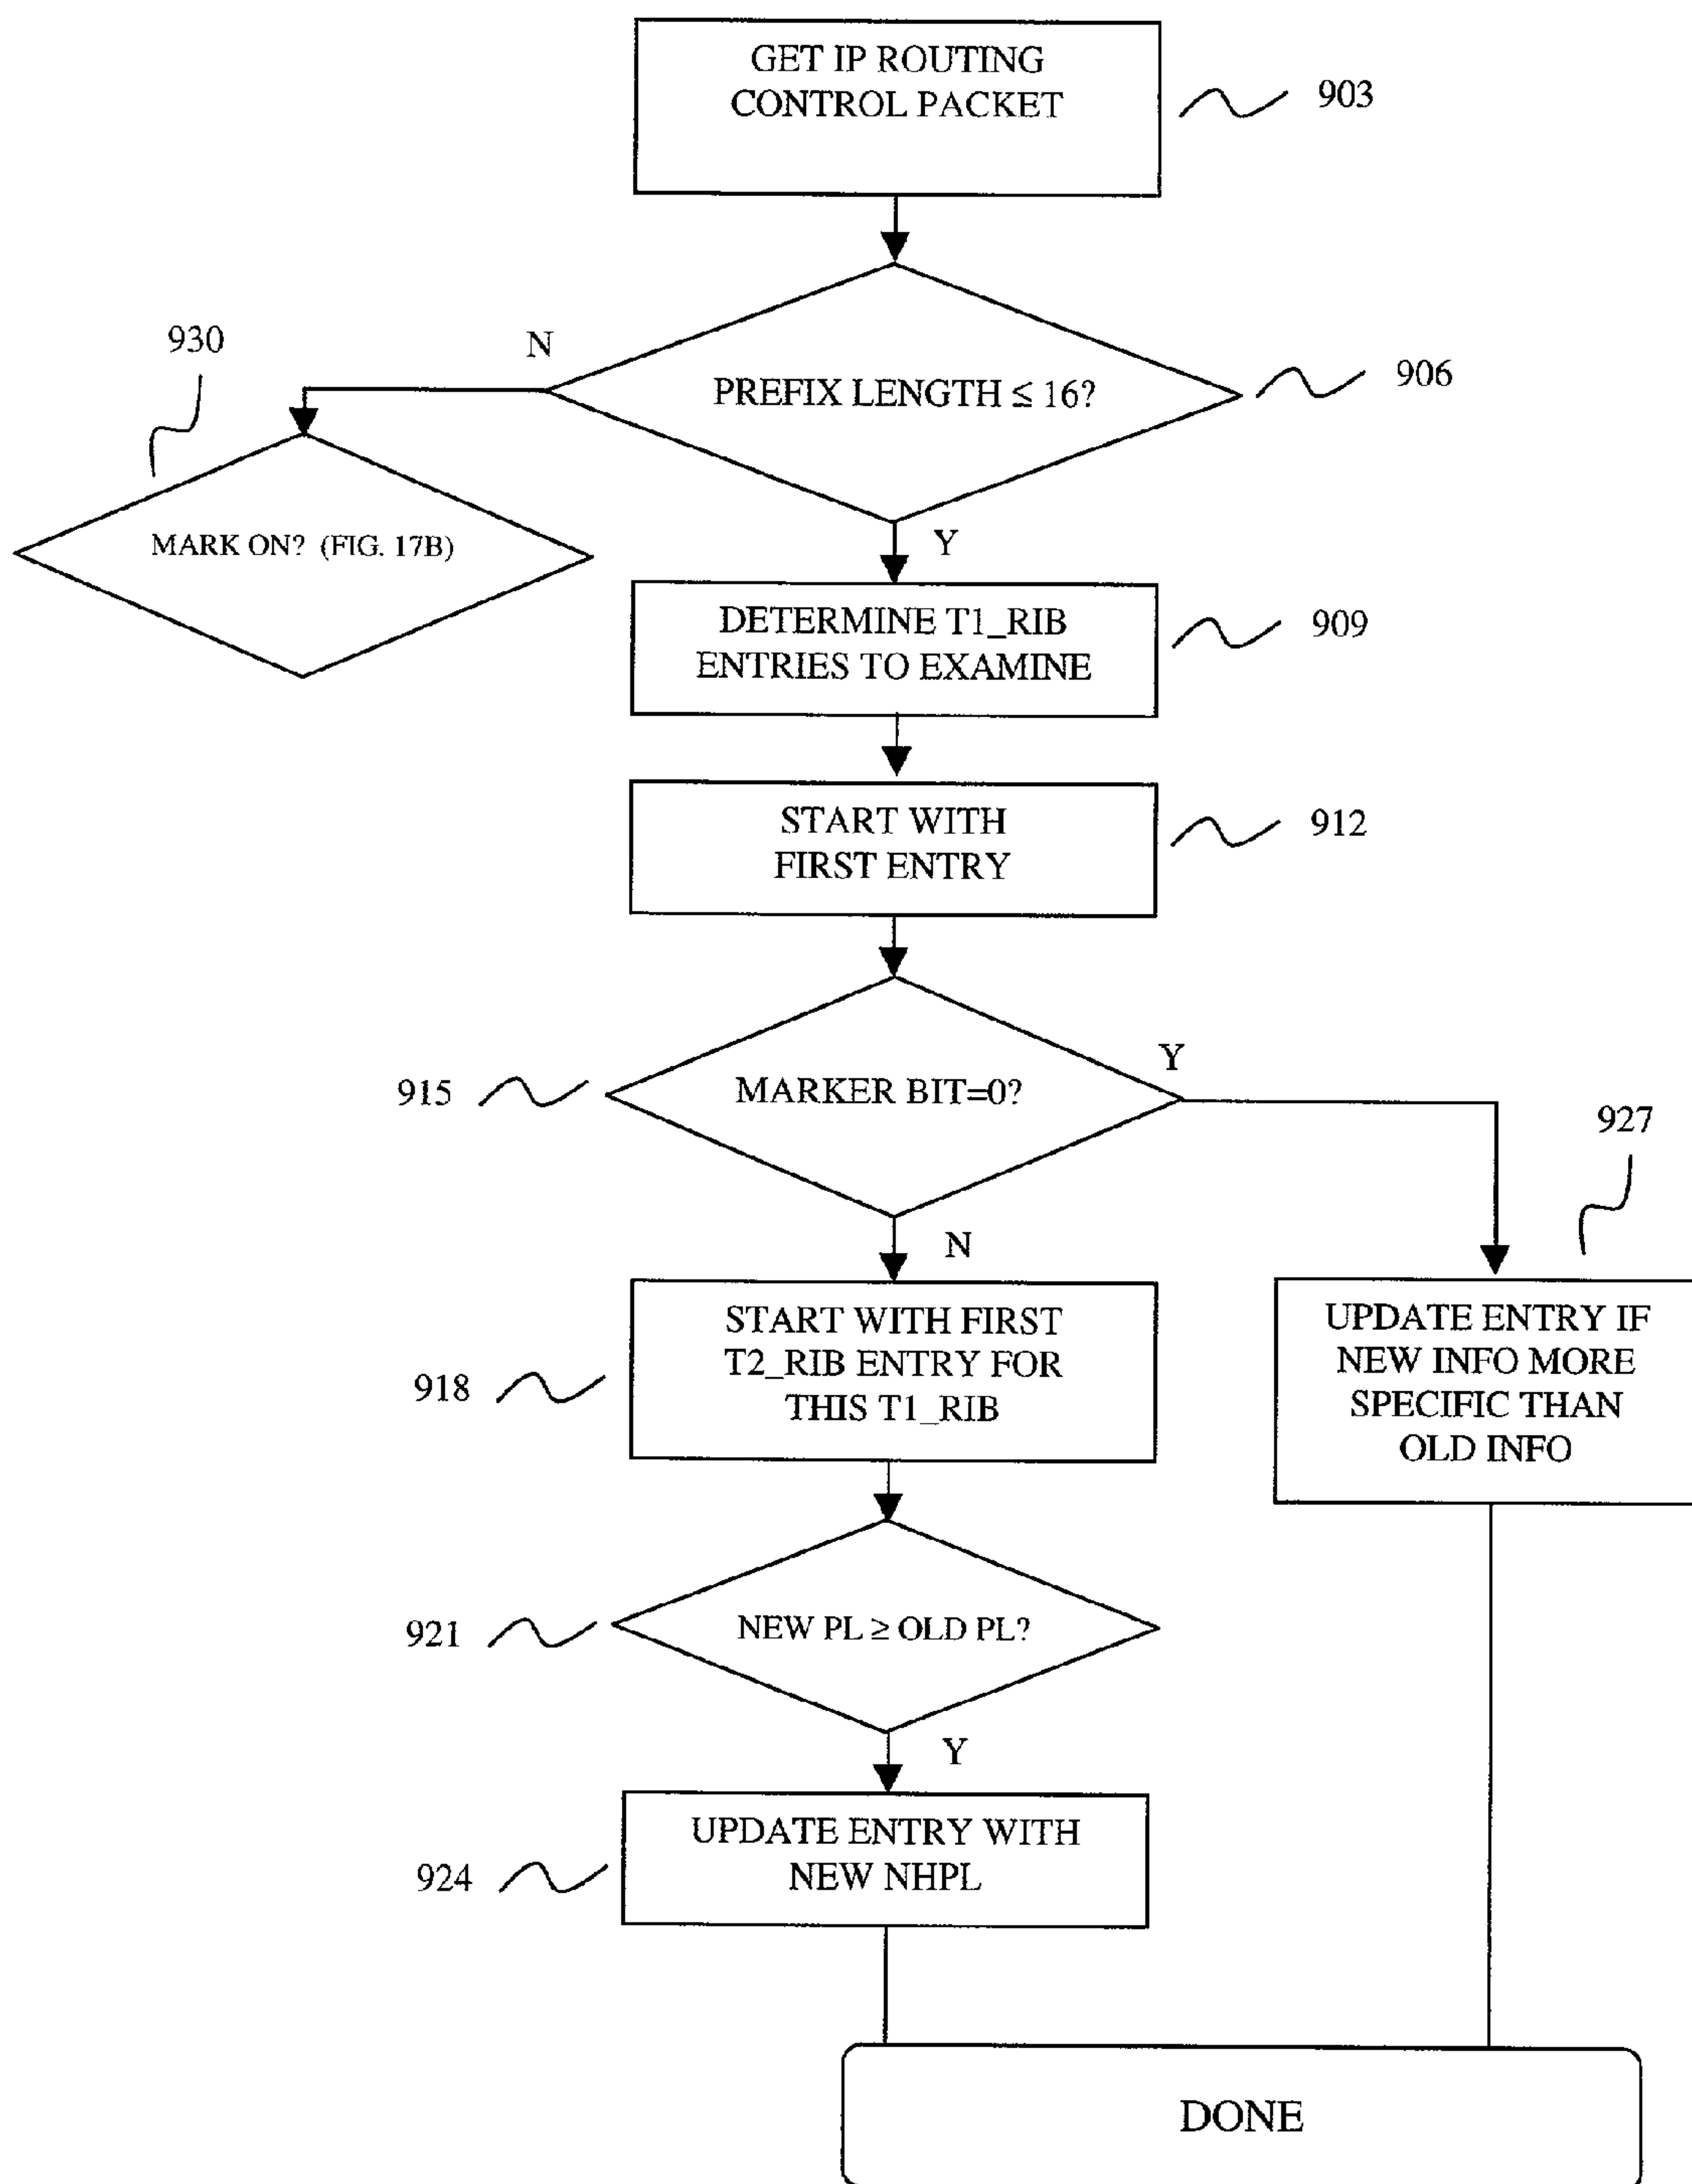 GET IP ROUTING
CONTROL PACKET
903
930
N
PREFIX LENGTH ≤ 16?
906
MARK ON? (FIG. 17B)
Y
DETERMINE T1_RIB
ENTRIES TO EXAMINE
909
START WITH
FIRST ENTRY
912
915
MARKER BIT=0?
Y
927
N
918
START WITH FIRST
T2_RIB ENTRY FOR
THIS T1_RIB
UPDATE ENTRY IF
NEW INFO MORE
SPECIFIC THAN
OLD INFO
921
NEW PL ≥ OLD PL?
Y
924
UPDATE ENTRY WITH
NEW NHPL
DONE